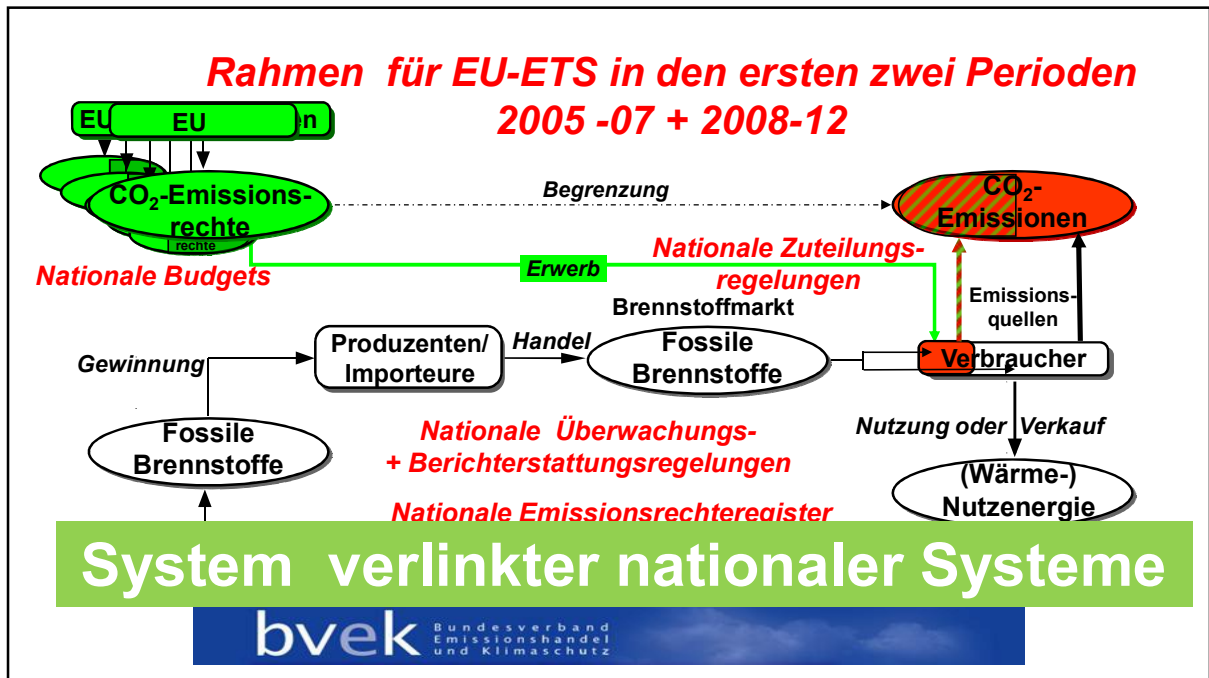 Rahmen für EU-ETS in den ersten zwei Perioden
2005 -07 + 2008-12
EU
EU
en
CO2-Emissions-
rechte
rechte
Nationale Budgets
Begrenzung
CO2-
Emissionen
Erwerb
Nationale Zuteilungs-
regelungen
Emissions-
quellen
Brennstoffmarkt
Gewinnung
Produzenten/
Importeure
Handel
Fossile
Brennstoffe
Verbraucher
Fossile
Brennstoffe
Nationale Überwachungs-
+ Berichterstattungsregelungen
Nutzung oder Verkauf
(Wärme-)
Nutzenergie
Nationale Emissionsrechteregister
System verlinkter nationaler Systeme
bvek
Bundesverband
Emissionshandel
und Klimaschutz